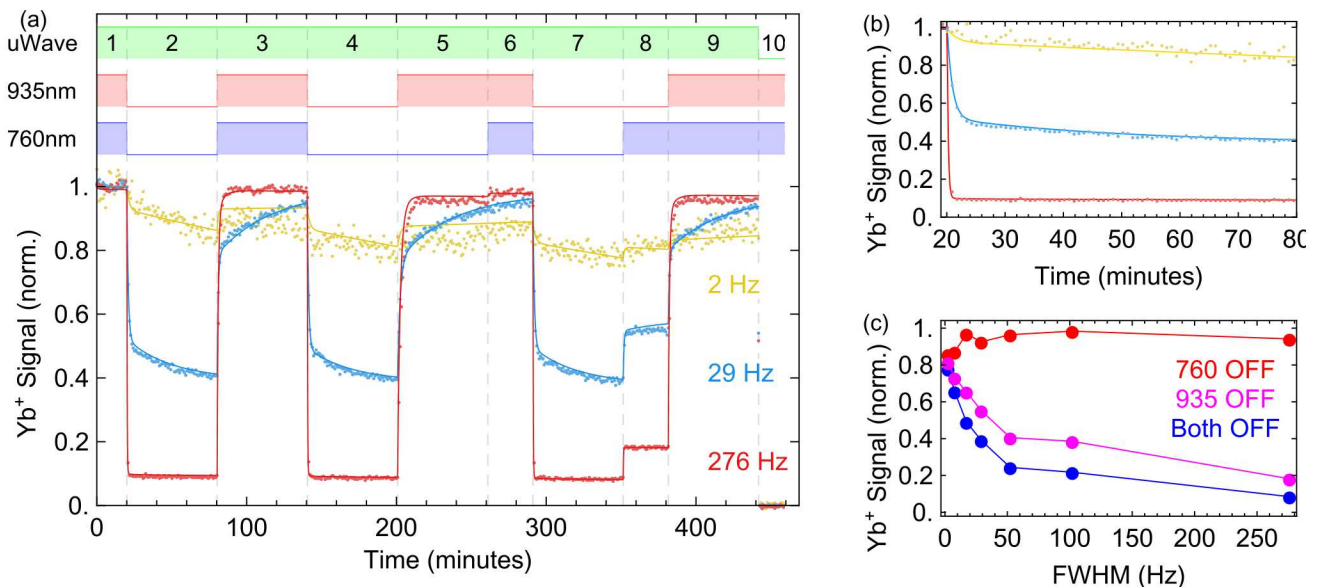 (a)
uWave 1 2 3 4 5 6 7 8 9 10
935nm
760nm
Yb⁺ Signal (norm.)
1.
0.8
0.6
0.4
0.2
0.
2 Hz
29 Hz
276 Hz
0 100 200 300 400
Time (minutes)
(b)
Yb⁺ Signal (norm.)
1
0.8
0.6
0.4
0.2
0.
20 30 40 50 60 70 80
Time (minutes)
(c)
Yb⁺ Signal (norm.)
1
0.8
0.6
0.4
0.2
0.
760 OFF
935 OFF
Both OFF
0 50 100 150 200 250
FWHM (Hz)